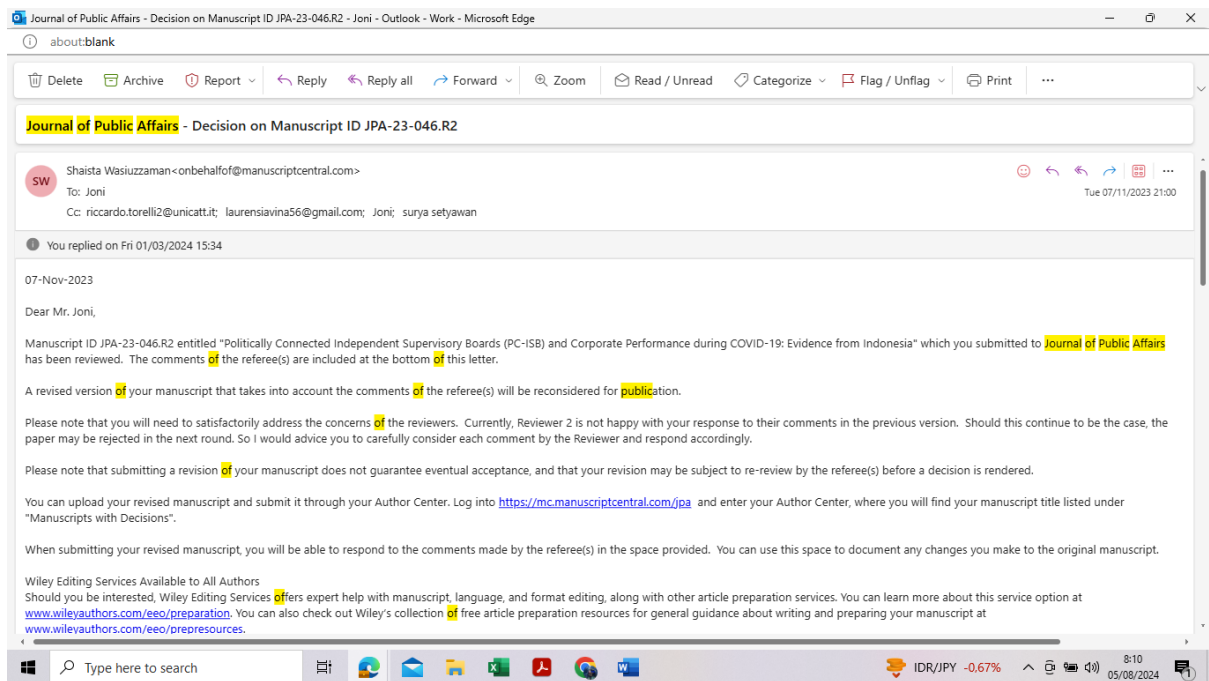 Journal of Public Affairs - Decision on Manuscript ID JPA-23-046.R2 - Joni - Outlook - Work - Microsoft Edge
about:blank
Delete Archive Report Reply Reply all Forward Zoom Read / Unread Categorize Flag / Unflag Print ...
Journal of Public Affairs - Decision on Manuscript ID JPA-23-046.R2
SW
Shaista Wasiuzzaman<onbehalfof@manuscriptcentral.com>
To: Joni
Tue 07/11/2023 21:00
Cc: riccardo.torelli2@unicatt.it; laurensiavina56@gmail.com; Joni; surya setyawan
You replied on Fri 01/03/2024 15:34
07-Nov-2023
Dear Mr. Joni,
Manuscript ID JPA-23-046.R2 entitled "Politically Connected Independent Supervisory Boards (PC-ISB) and Corporate Performance during COVID-19: Evidence from Indonesia" which you submitted to Journal of Public Affairs
has been reviewed. The comments of the referee(s) are included at the bottom of this letter.
A revised version of your manuscript that takes into account the comments of the referee(s) will be reconsidered for publication.
Please note that you will need to satisfactorily address the concerns of the reviewers. Currently, Reviewer 2 is not happy with your response to their comments in the previous version. Should this continue to be the case, the
paper may be rejected in the next round. So I would advice you to carefully consider each comment by the Reviewer and respond accordingly.
Please note that submitting a revision of your manuscript does not guarantee eventual acceptance, and that your revision may be subject to re-review by the referee(s) before a decision is rendered.
You can upload your revised manuscript and submit it through your Author Center. Log into https://mc.manuscriptcentral.com/jpa and enter your Author Center, where you will find your manuscript title listed under
"Manuscripts with Decisions".
When submitting your revised manuscript, you will be able to respond to the comments made by the referee(s) in the space provided. You can use this space to document any changes you make to the original manuscript.
Wiley Editing Services Available to All Authors
Should you be interested, Wiley Editing Services offers expert help with manuscript, language, and format editing, along with other article preparation services. You can learn more about this service option at
www.wileyauthors.com/eeo/preparation. You can also check out Wiley's collection of free article preparation resources for general guidance about writing and preparing your manuscript at
www.wileyauthors.com/eeo/prepresources.
Type here to search
IDR/JPY -0,67%
8:10
05/08/2024
1